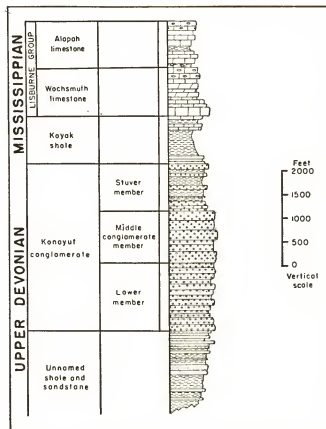 MISSISSIPPIAN
LISBURNE GROUP
Alapah
limestone
Wachsmuth
limestone
Kayak
shale
UPPER DEVONIAN
Kanayut
conglomerate
Stuver
member
Middle
conglomerate
member
Lower
member
Unnamed
shale and
sandstone
Feet
2000
1500
1000
500
0
Vertical
scale